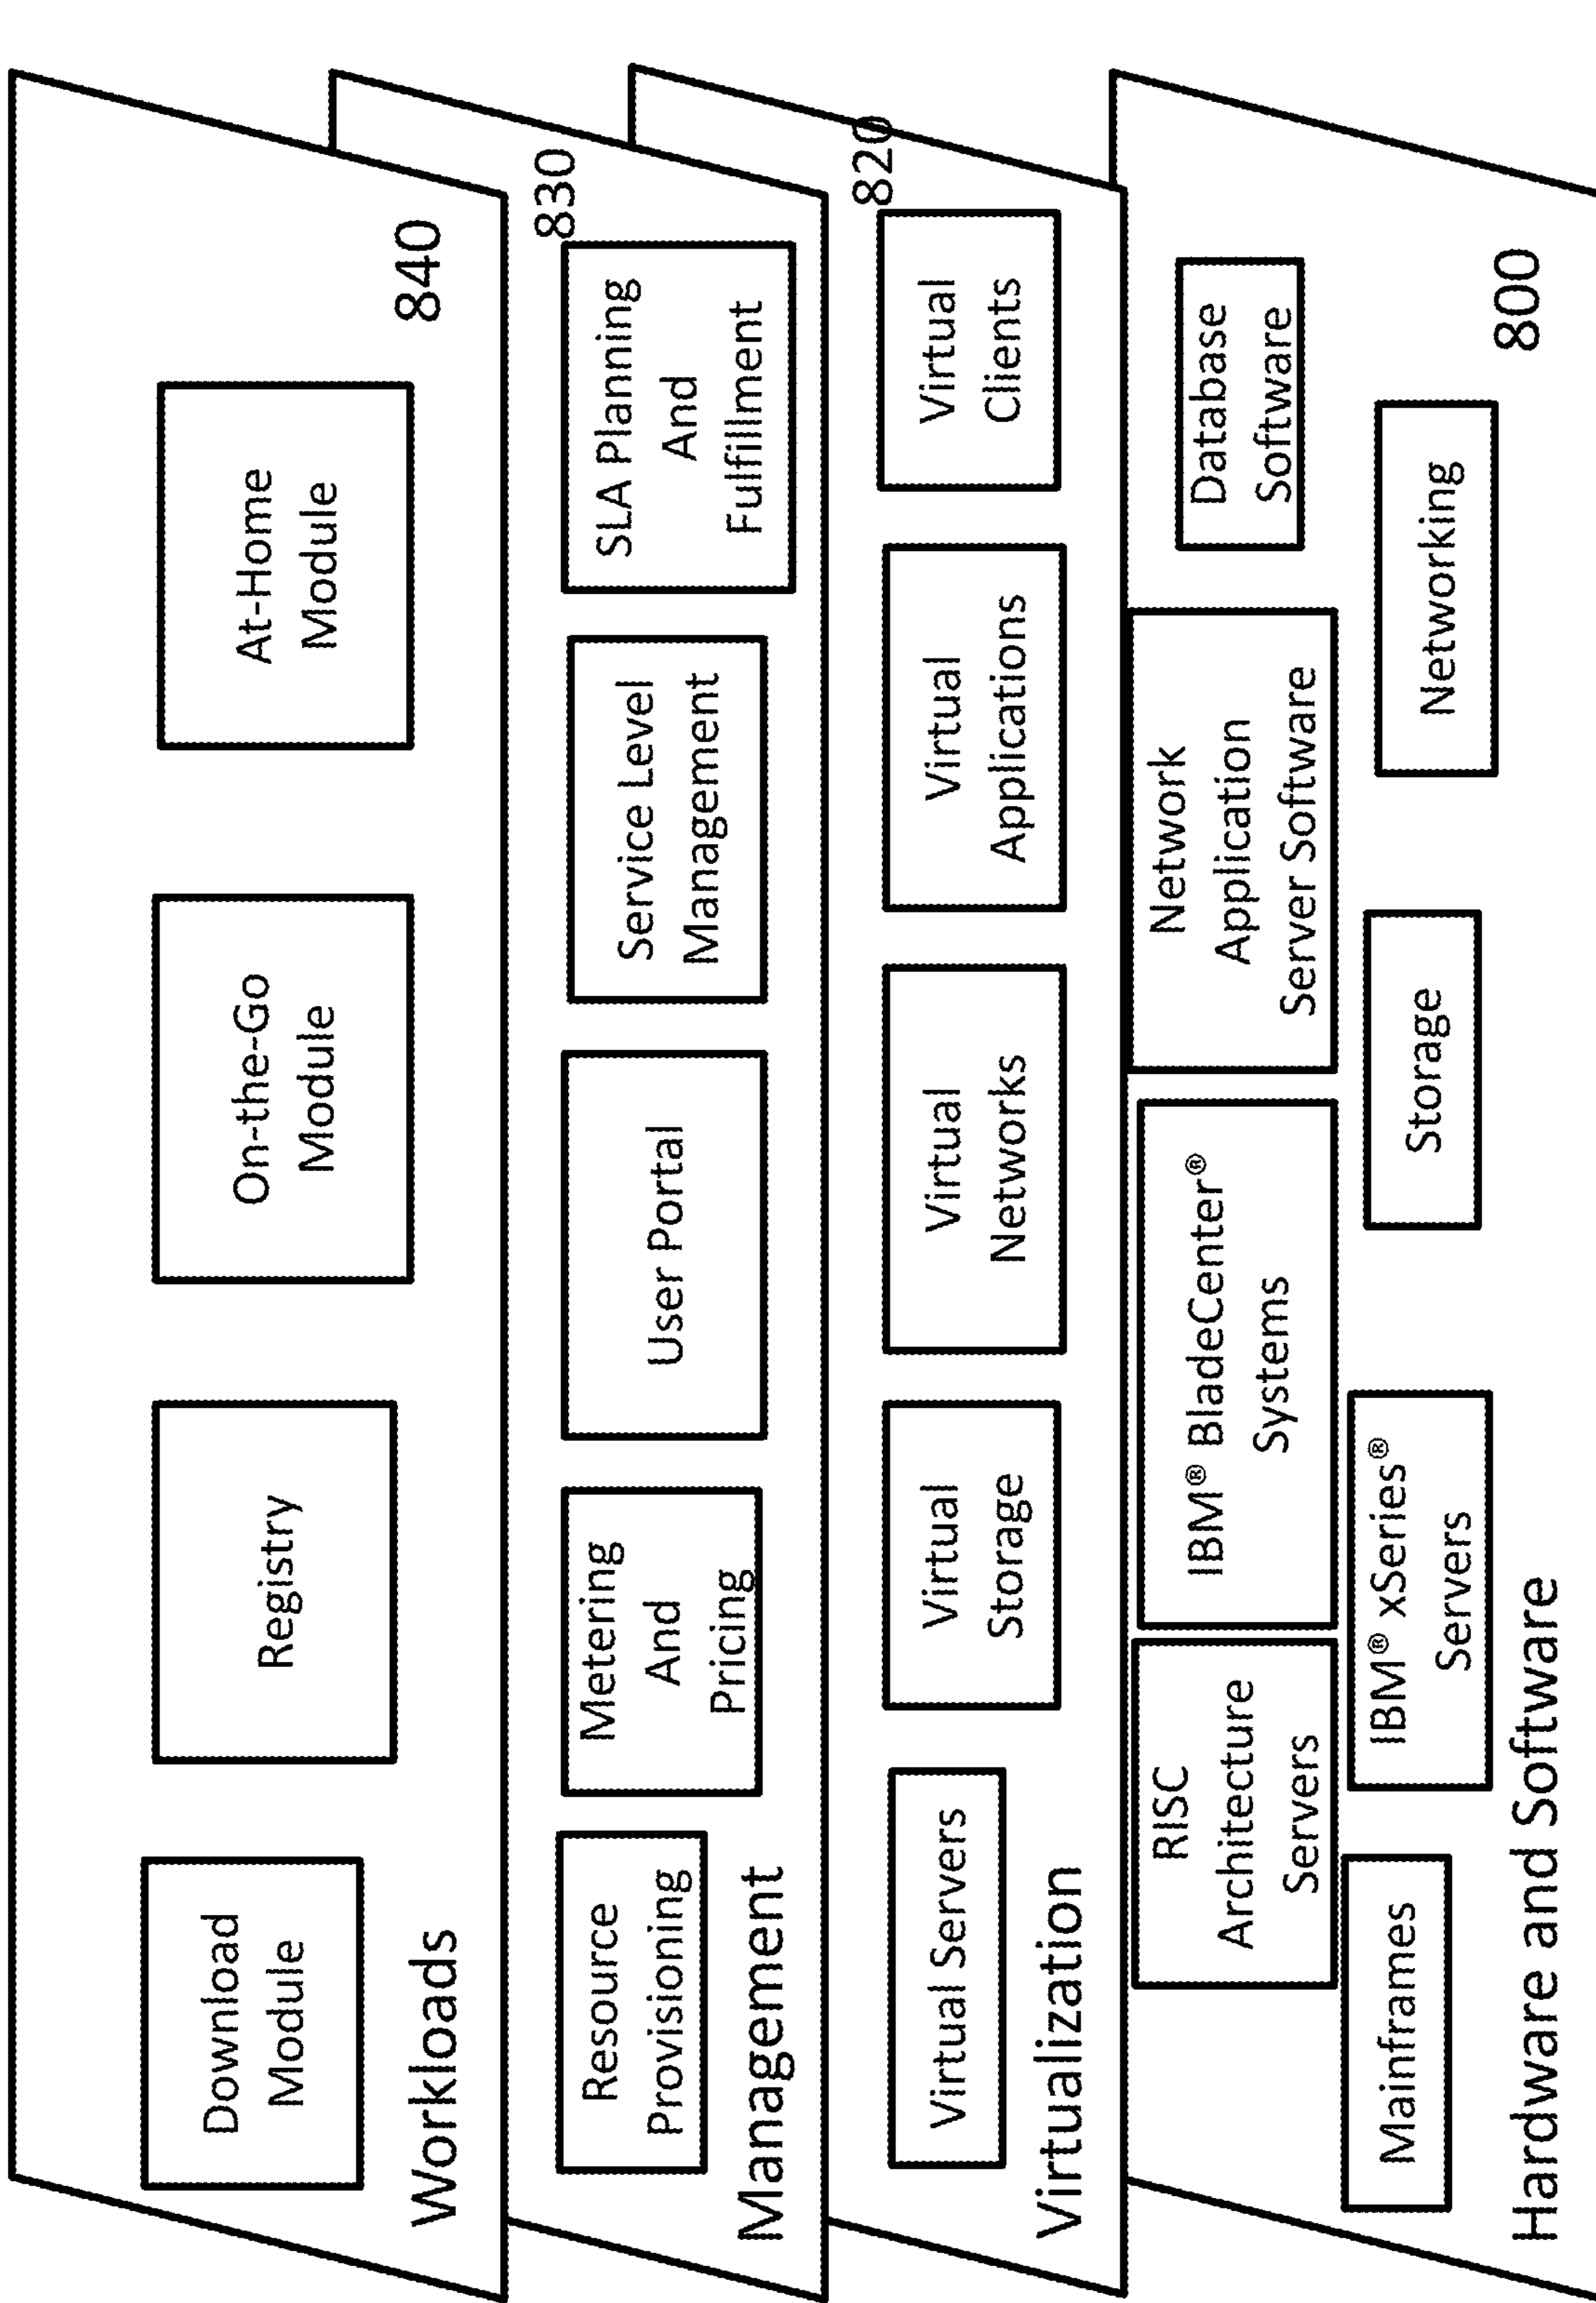 Download
Module
Registry
On-the-Go
Module
At-Home
Module
Workloads
840
Resource
Provisioning
Metering
And
Pricing
User Portal
Service Level
Management
SLA Planning
And
Fulfillment
830
Management
Virtual Servers
Virtual
Storage
Virtual
Networks
Virtual
Applications
Virtual
Clients
820
Virtualization
RISC
Architecture
Servers
IBM® BladeCenter®
Systems
Network
Application
Server Software
Database
Software
Mainframes
IBM® xSeries®
Servers
Storage
Networking
Hardware and Software
800